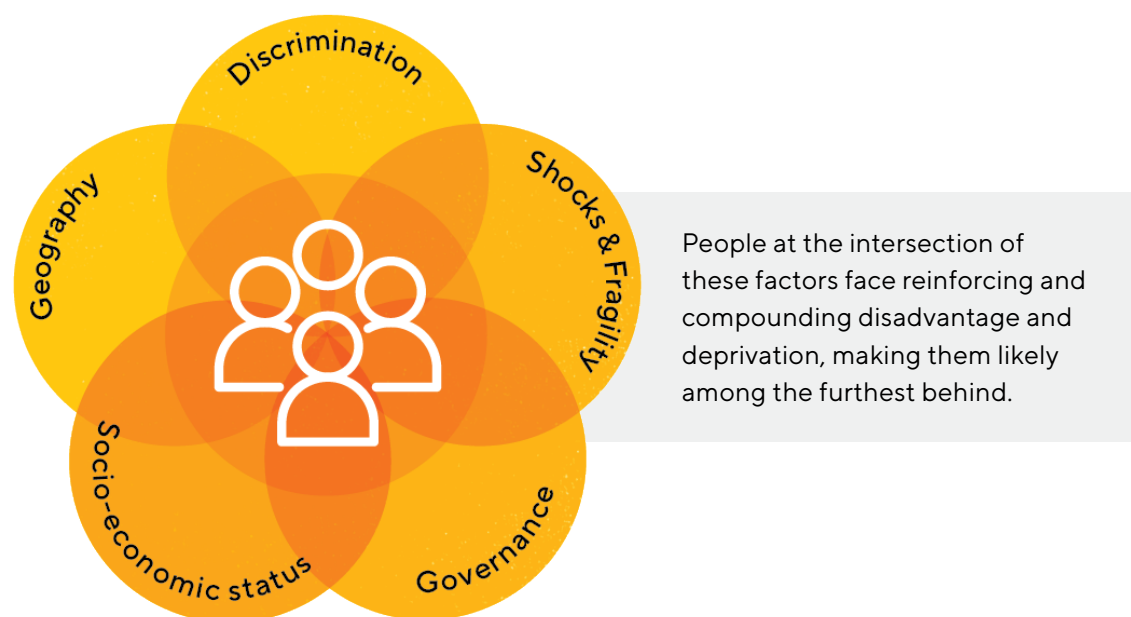 Discrimination
Geography
Shocks & Fragility
Socio-economic status
Governance
People at the intersection of
these factors face reinforcing and
compounding disadvantage and
deprivation, making them likely
among the furthest behind.